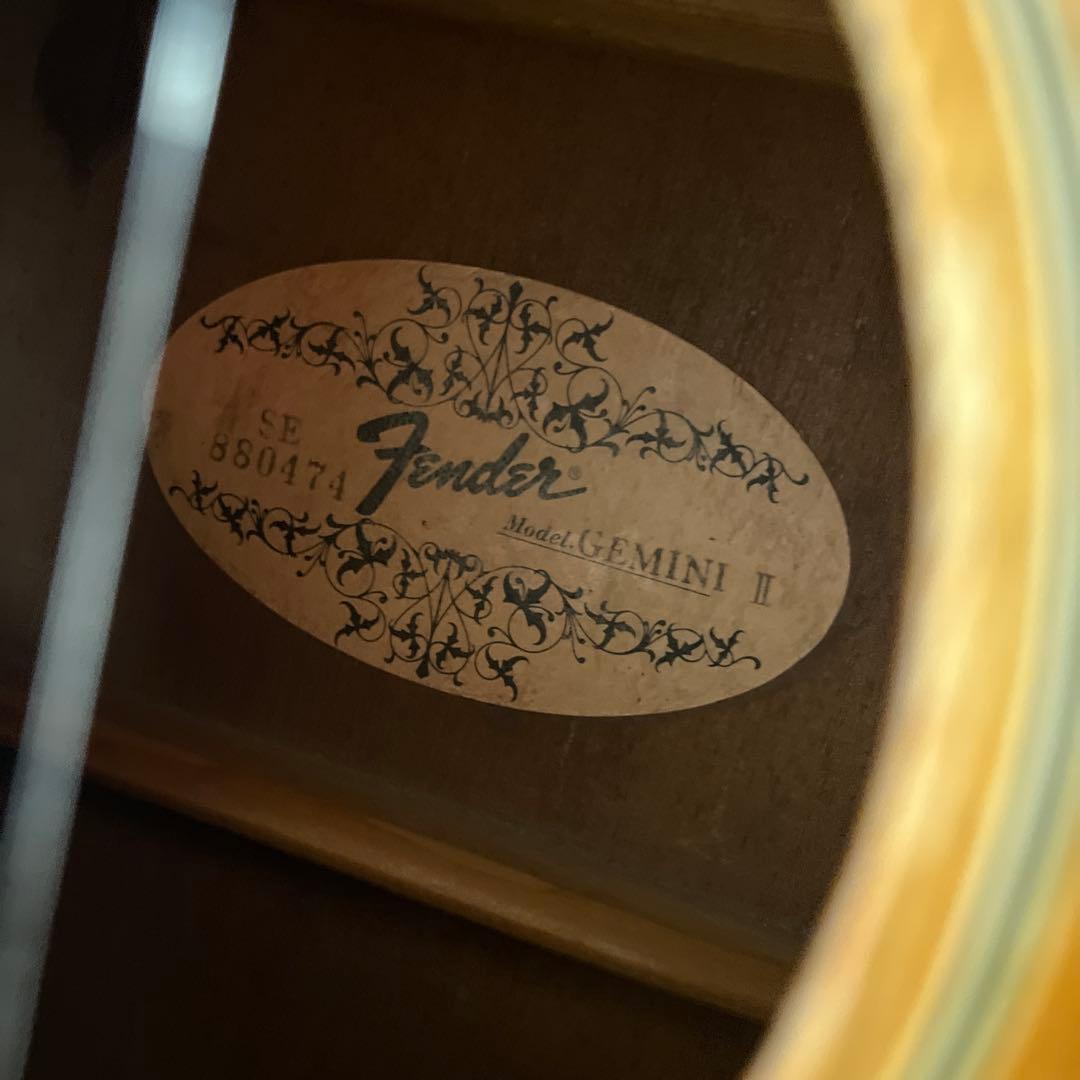 SE
880474
Fender®
Model. GEMINI II